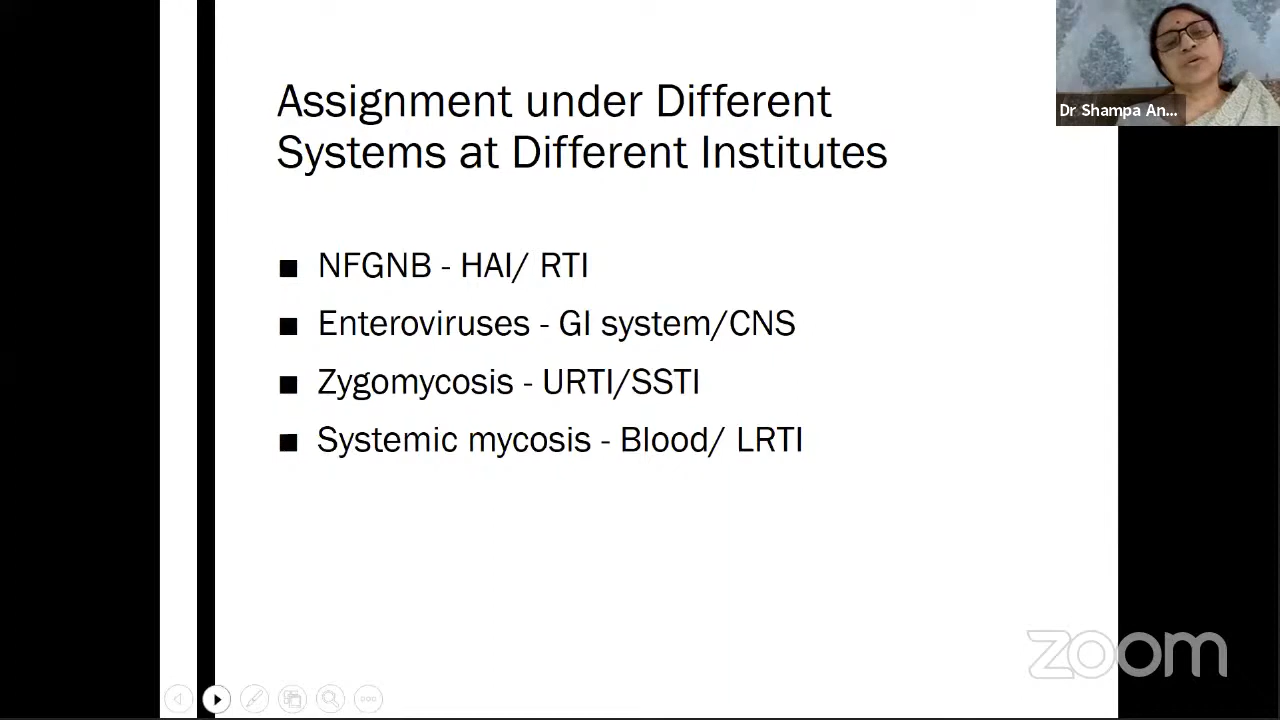 Assignment under Different
Systems at Different Institutes
■ NFGNB - HAI/ RTI
■ Enteroviruses - GI system/CNS
■ Zygomycosis - URTI/SSTI
■ Systemic mycosis - Blood/ LRTI
Dr Shampa An...
zoom